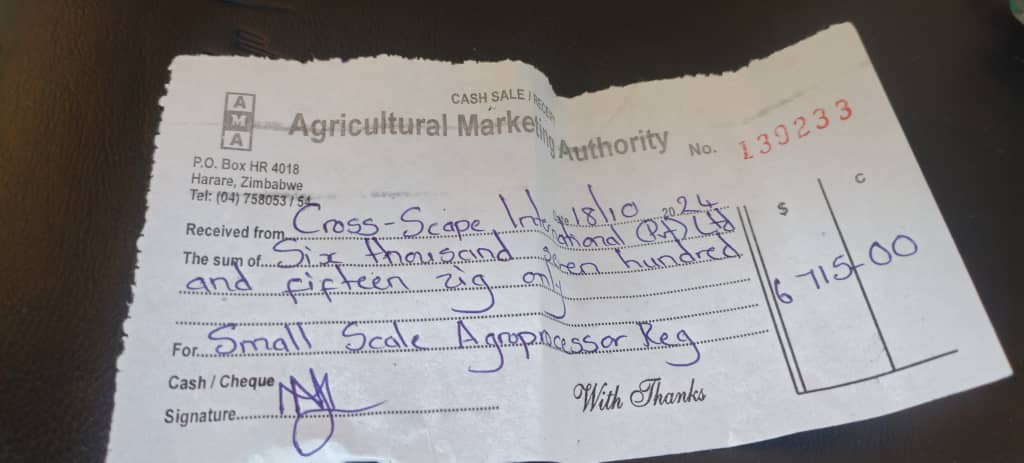 CASH SALE / RECEIPT
A
M
A
Agricultural Marketing Authority
No. 139233
P.O. Box HR 4018
Harare, Zimbabwe
Tel: (04) 758053 / 54
Date 18/10 2024
Received from Cross-Scape International (Pvt) Ltd
The sum of Six thousand seven hundred
and fifteen zig only
$ C
6 715-00
For Small Scale Agroprocessor Reg
Cash / Cheque
With Thanks
Signature